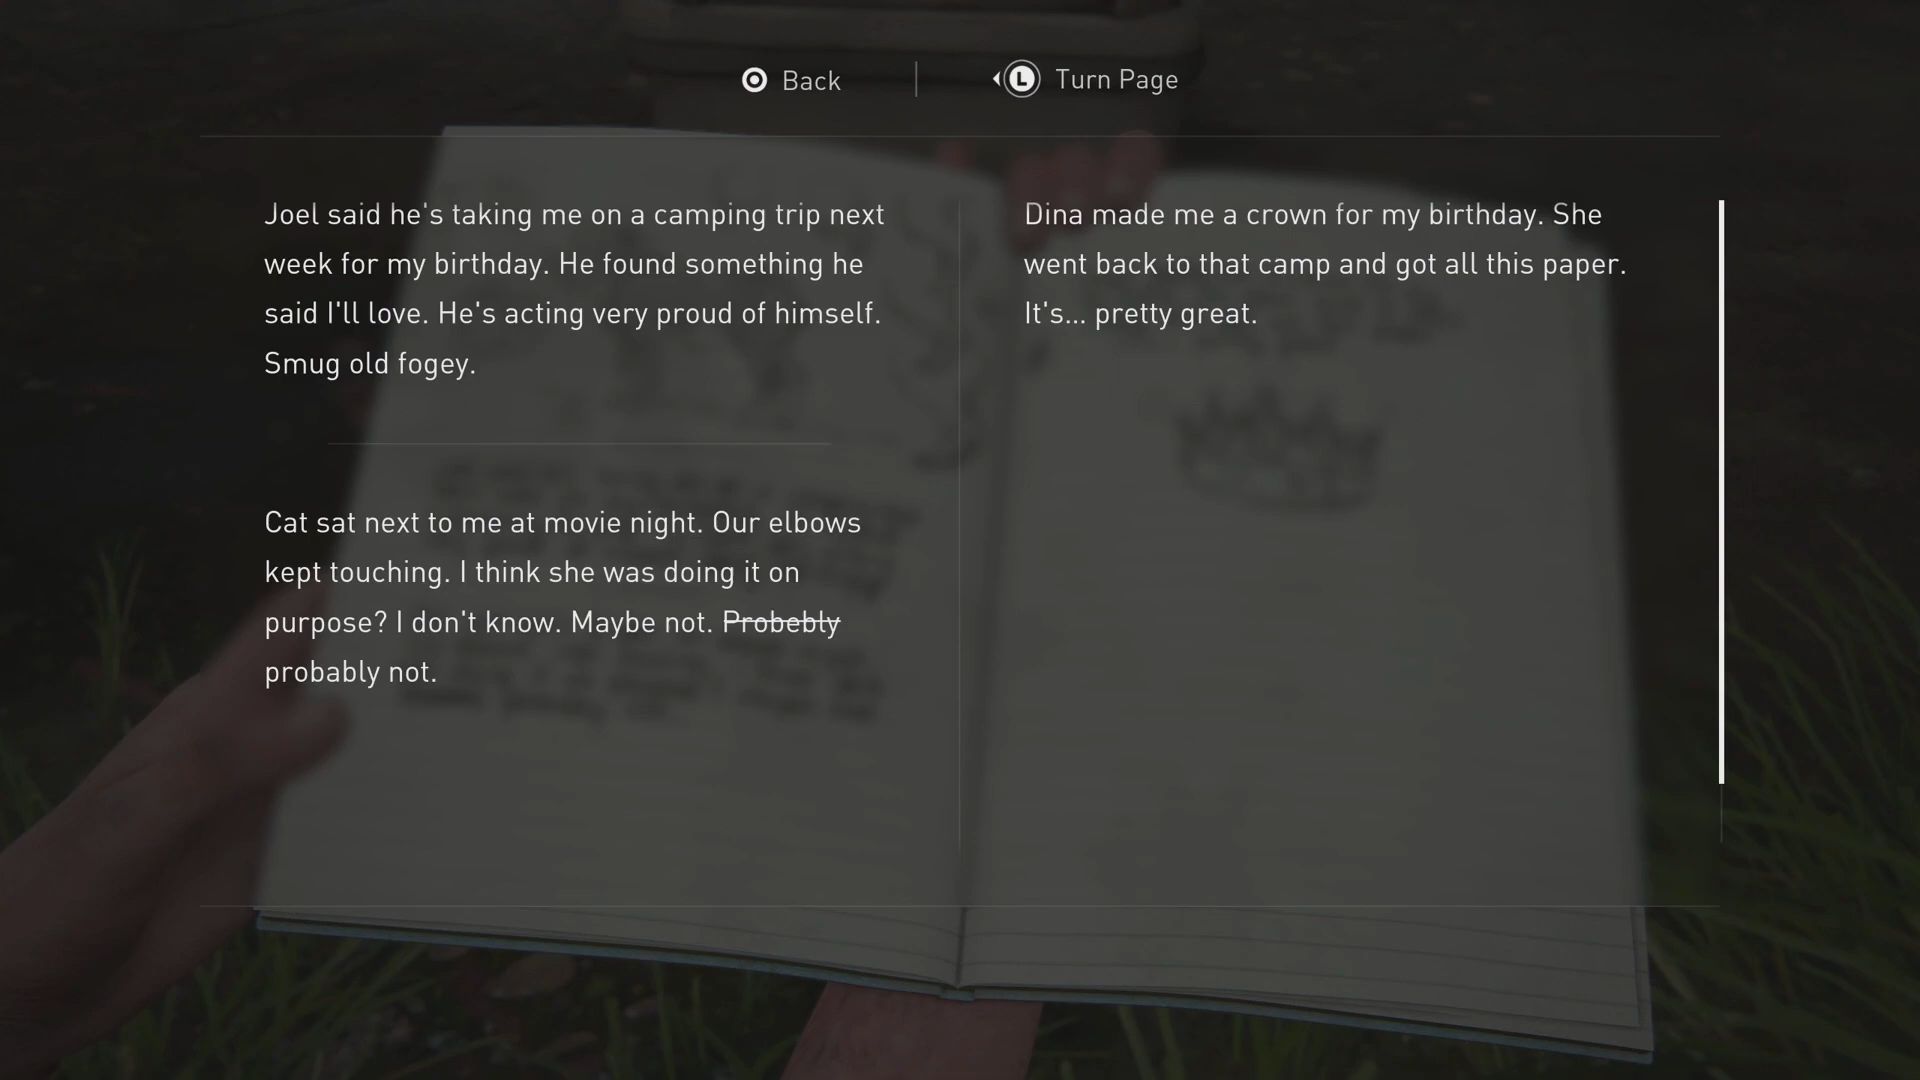 Back
L Turn Page
Joel said he's taking me on a camping trip next
week for my birthday. He found something he
said I'll love. He's acting very proud of himself.
Smug old fogey.
Cat sat next to me at movie night. Our elbows
kept touching. I think she was doing it on
purpose? I don't know. Maybe not. Probebly
probably not.
Dina made me a crown for my birthday. She
went back to that camp and got all this paper.
It's... pretty great.